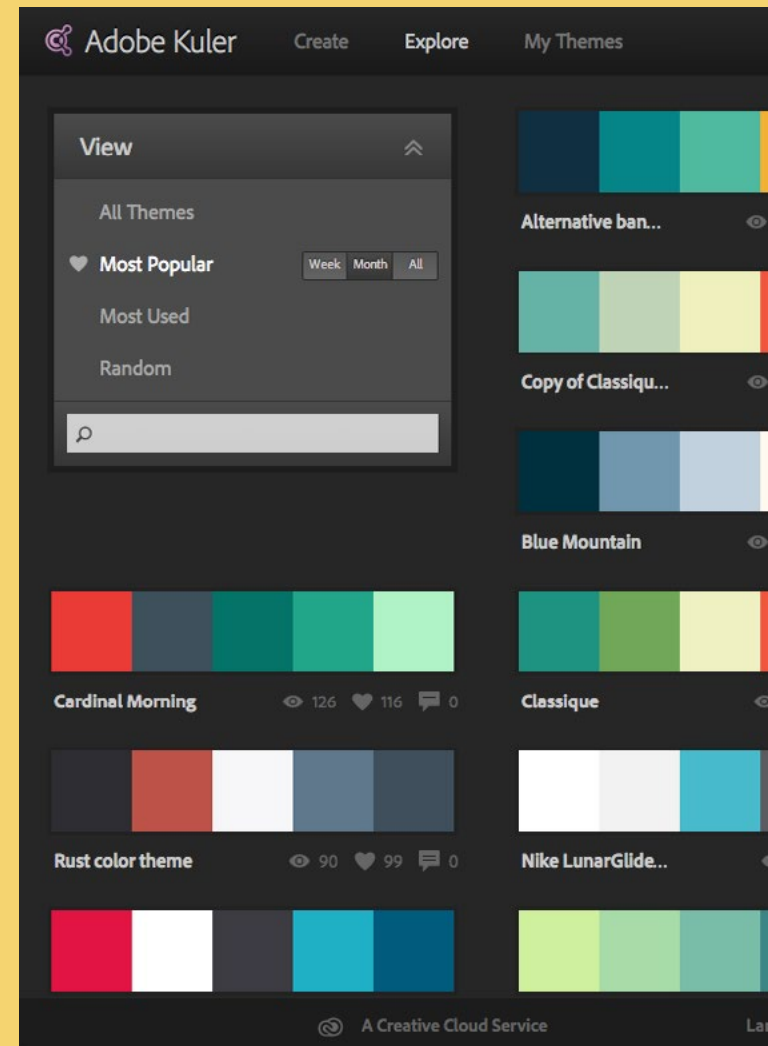 Adobe Kuler Create Explore My Themes
View
All Themes
Most Popular Week Month All
Most Used
Random
Alternative ban...
Copy of Classiqu...
Blue Mountain
Cardinal Morning 126 116 0
Classique
Rust color theme 90 99 0
Nike LunarGlide...
A Creative Cloud Service